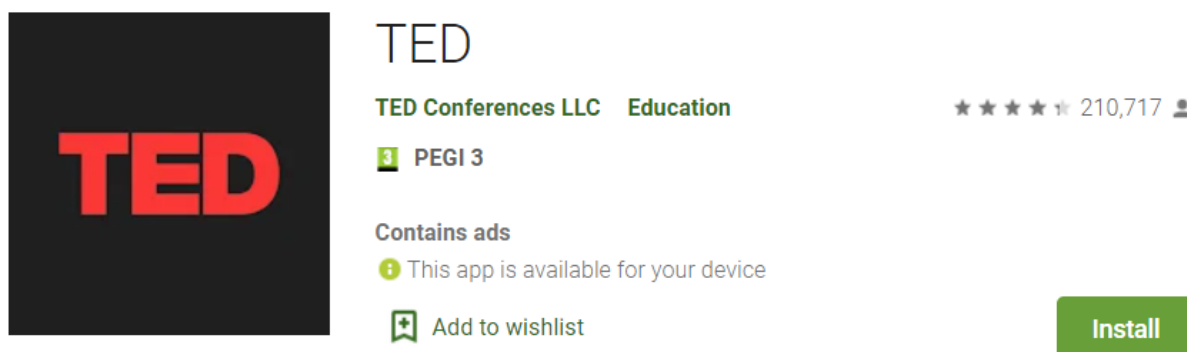 TED
TED
TED Conferences LLC Education 210,717
3 PEGI 3
Contains ads
This app is available for your device
Add to wishlist
Install